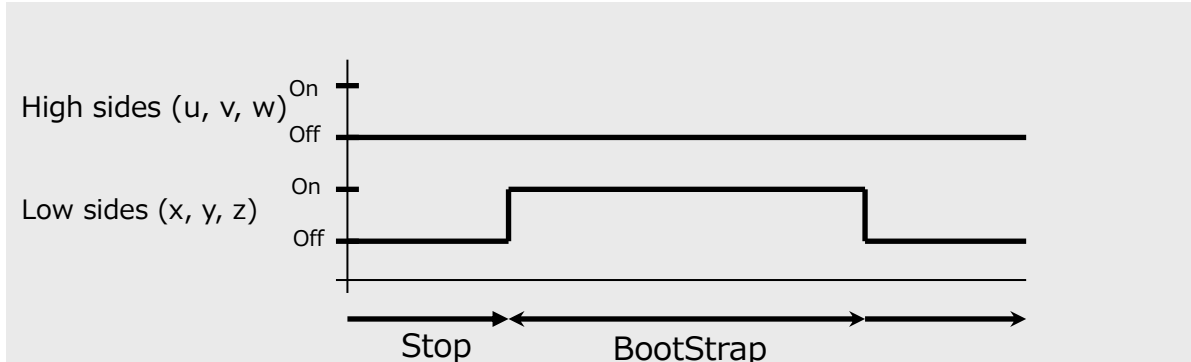 On
High sides (u, v, w)
Off
On
Low sides (x, y, z)
Off
Stop
BootStrap